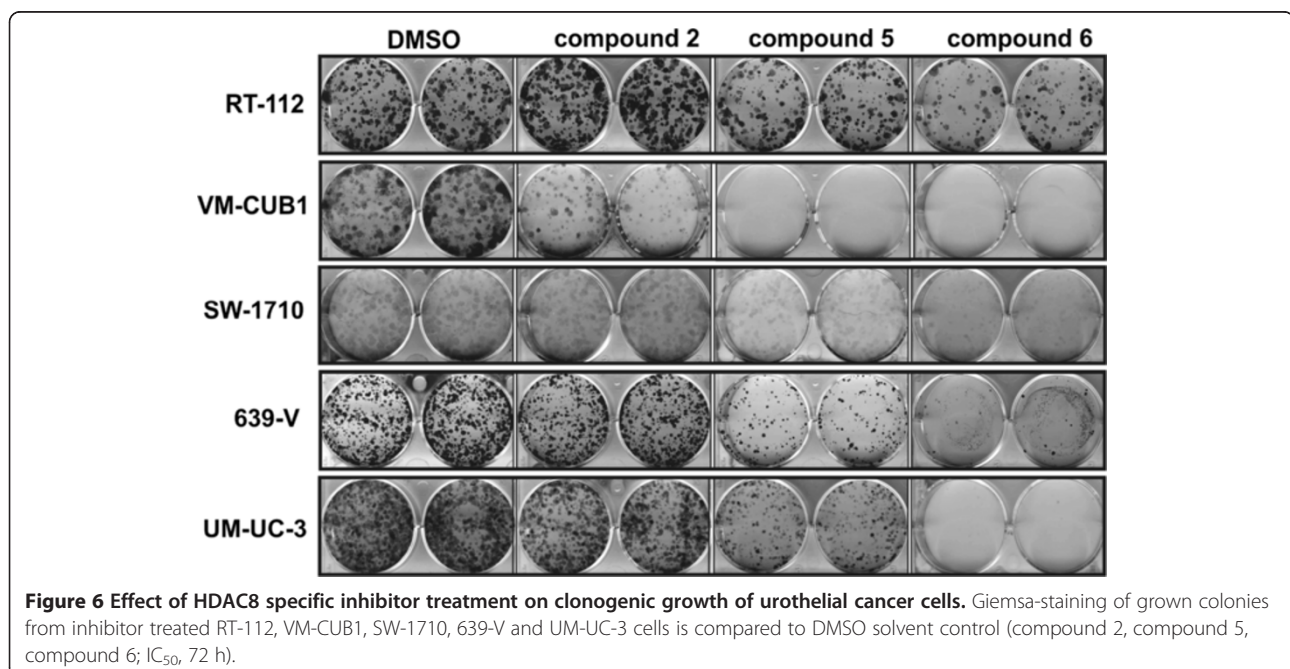 DMSO compound 2 compound 5 compound 6
RT-112
VM-CUB1
SW-1710
639-V
UM-UC-3
Figure 6 Effect of HDAC8 specific inhibitor treatment on clonogenic growth of urothelial cancer cells. Giemsa-staining of grown colonies
from inhibitor treated RT-112, VM-CUB1, SW-1710, 639-V and UM-UC-3 cells is compared to DMSO solvent control (compound 2, compound 5,
compound 6; IC₅₀, 72 h).